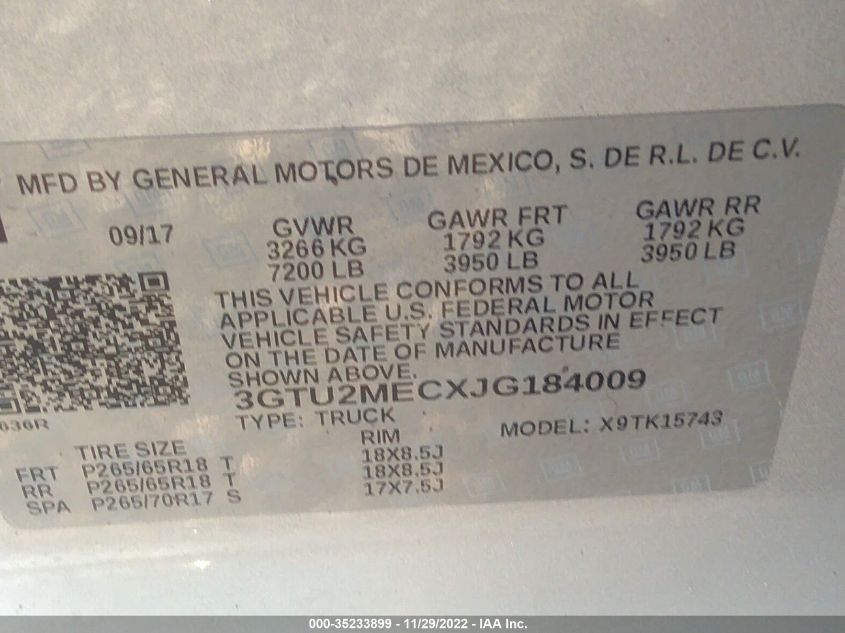 MFD BY GENERAL MOTORS DE MEXICO, S. DE R.L. DE C.V.
09/17 GVWR GAWR FRT GAWR RR
3266 KG 1792 KG 1792 KG
7200 LB 3950 LB 3950 LB
THIS VEHICLE CONFORMS TO ALL
APPLICABLE U.S. FEDERAL MOTOR
VEHICLE SAFETY STANDARDS IN EFFECT
ON THE DATE OF MANUFACTURE
SHOWN ABOVE.
3GTU2MECXJG184009
636R TYPE: TRUCK MODEL: X9TK15743
TIRE SIZE RIM
FRT P265/65R18 T 18X8.5J
RR P265/65R18 T 18X8.5J
SPA P265/70R17 S 17X7.5J
000-35233899 - 11/29/2022 - IAA Inc.